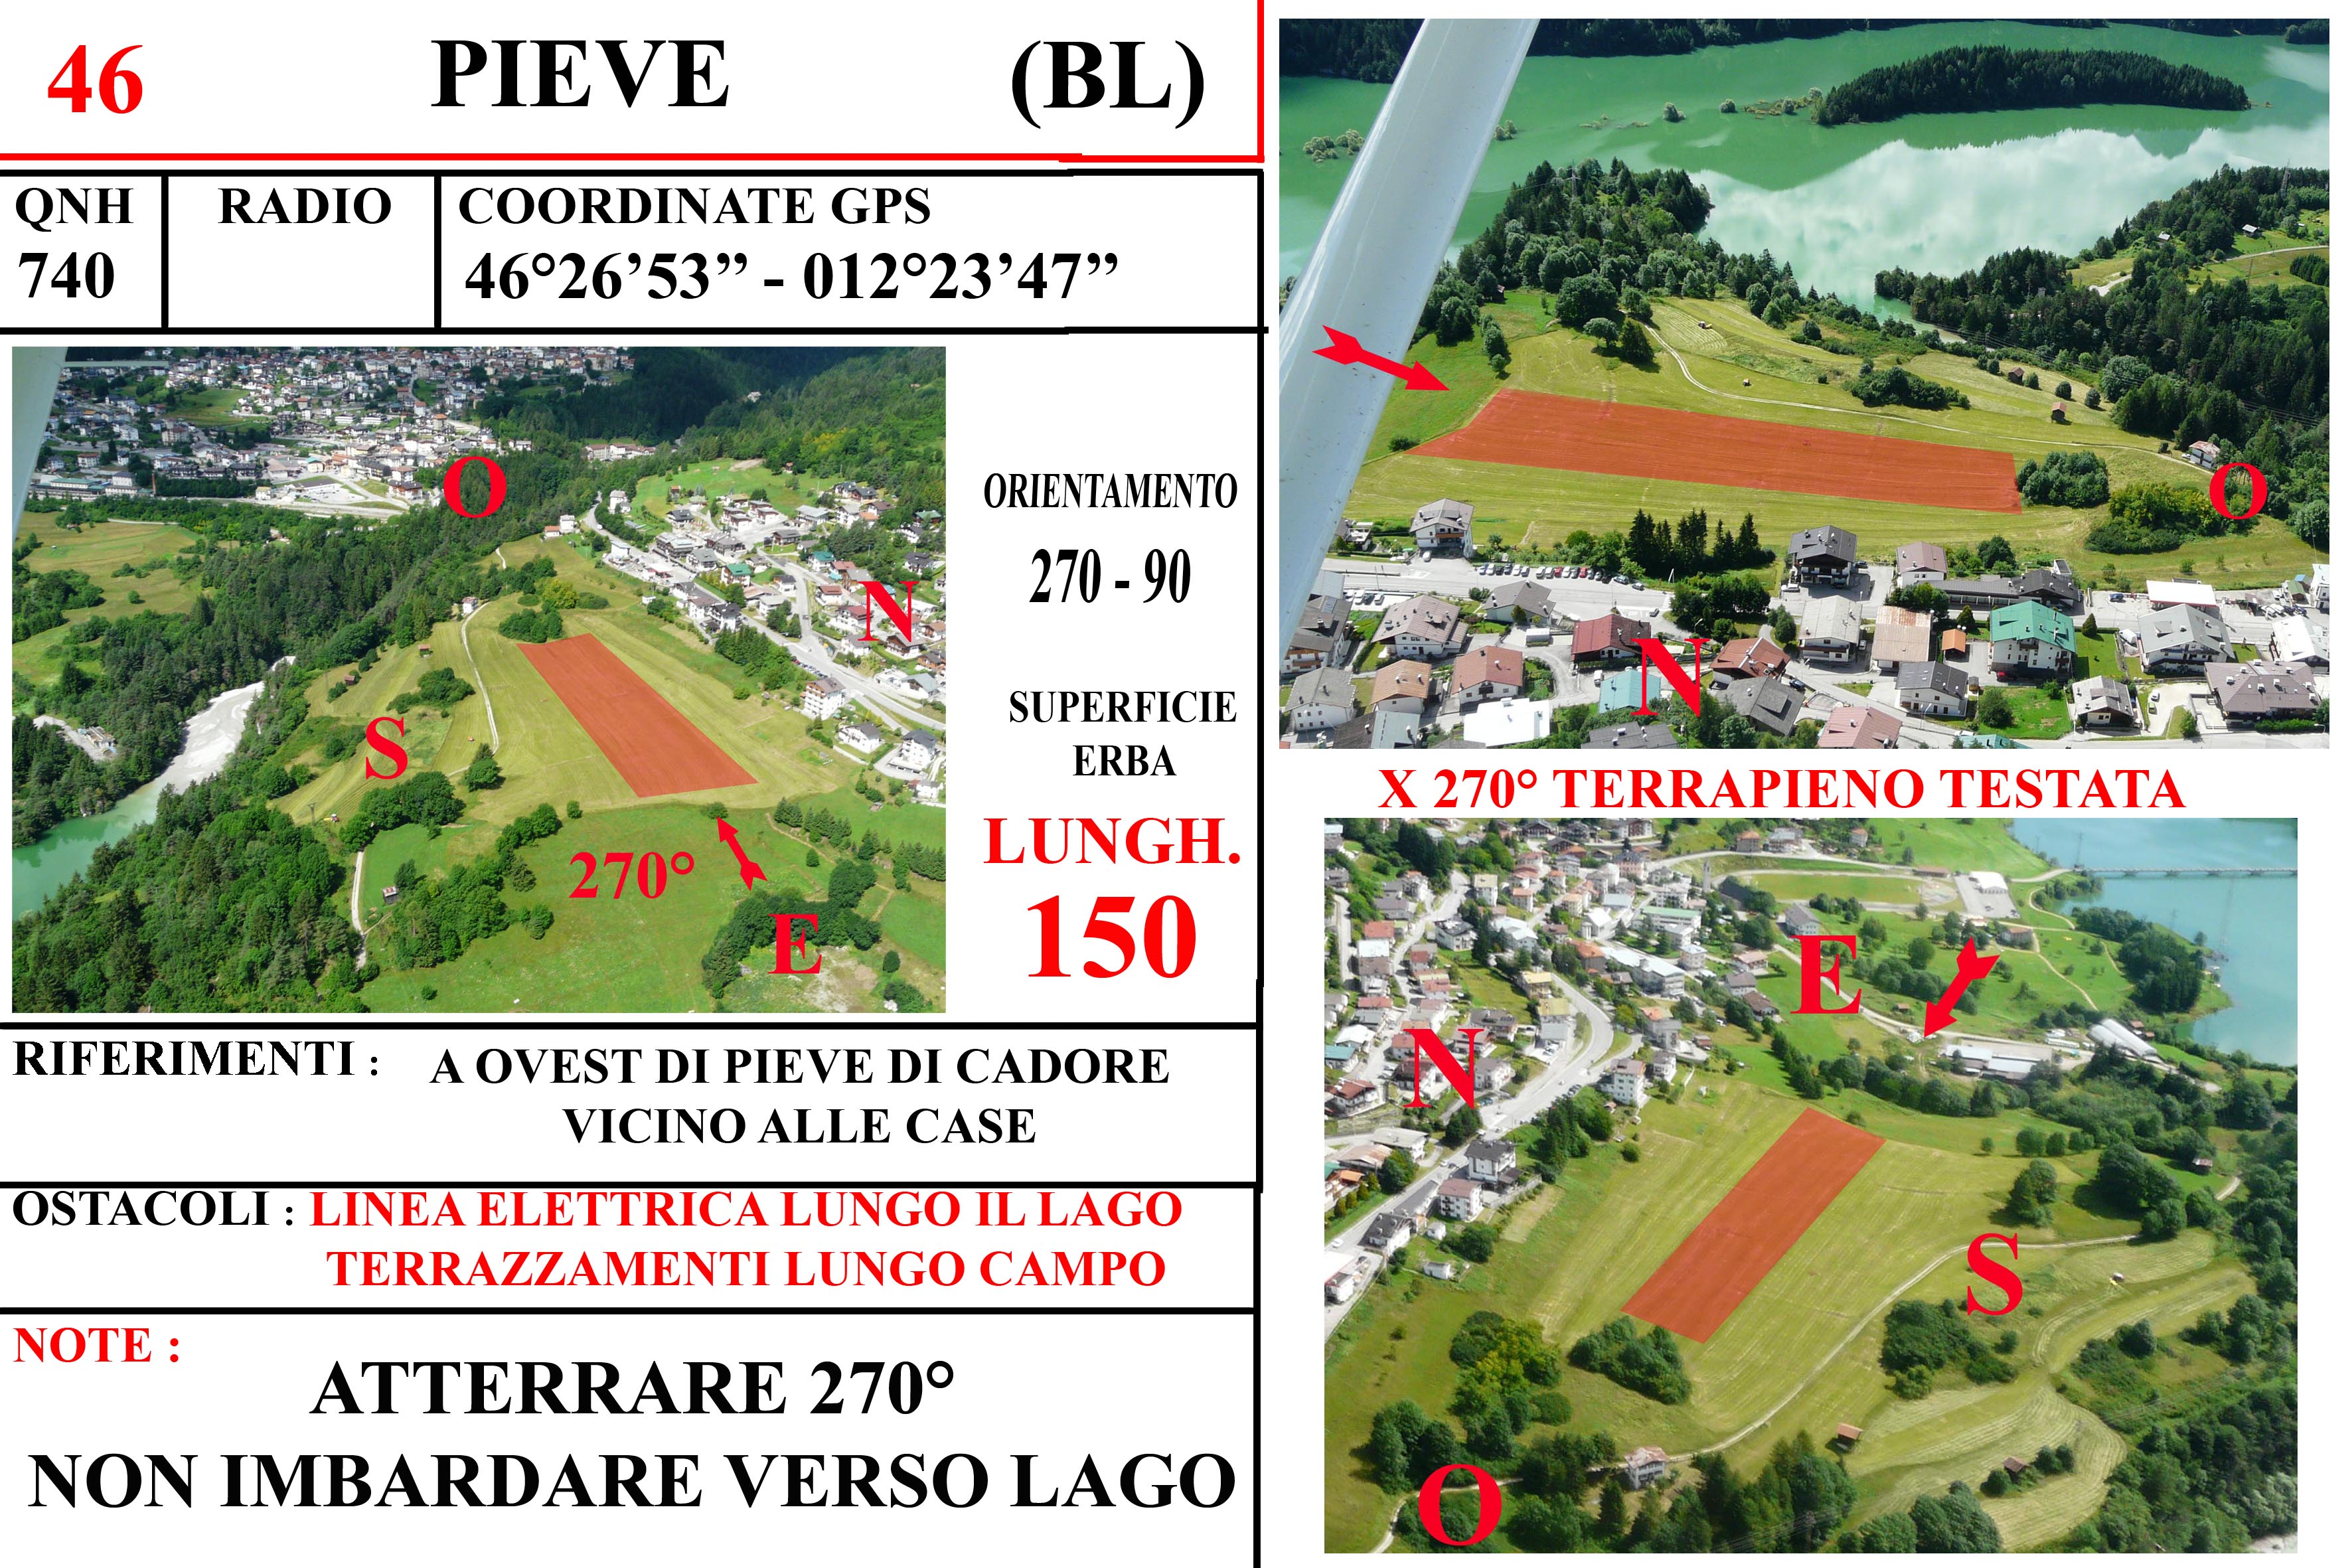 46 PIEVE (BL)
QNH RADIO COORDINATE GPS
740 46°26’53” - 012°23’47”
O
N
S
270°
E
ORIENTAMENTO
270 - 90
SUPERFICIE
ERBA
LUNGH.
150
RIFERIMENTI : A OVEST DI PIEVE DI CADORE
VICINO ALLE CASE
OSTACOLI : LINEA ELETTRICA LUNGO IL LAGO
TERRAZZAMENTI LUNGO CAMPO
NOTE :
ATTERRARE 270°
NON IMBARDARE VERSO LAGO
O
N
X 270° TERRAPIENO TESTATA
E
N
S
O